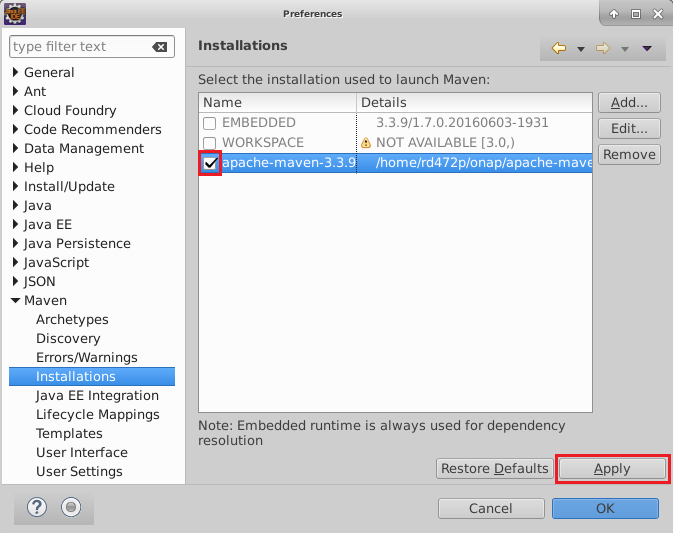 Preferences
type filter text
General
Ant
Cloud Foundry
Code Recommenders
Data Management
Help
Install/Update
Java
Java EE
Java Persistence
JavaScript
JSON
Maven
Archetypes
Discovery
Errors/Warnings
Installations
Java EE Integration
Lifecycle Mappings
Templates
User Interface
User Settings
Installations
Select the installation used to launch Maven:
Name Details
EMBEDDED 3.3.9/1.7.0.20160603-1931
WORKSPACE NOT AVAILABLE [3.0,)
apache-maven-3.3.9 /home/rd472p/onap/apache-mave
Add...
Edit...
Remove
Note: Embedded runtime is always used for dependency
resolution
Restore Defaults Apply
? Cancel OK